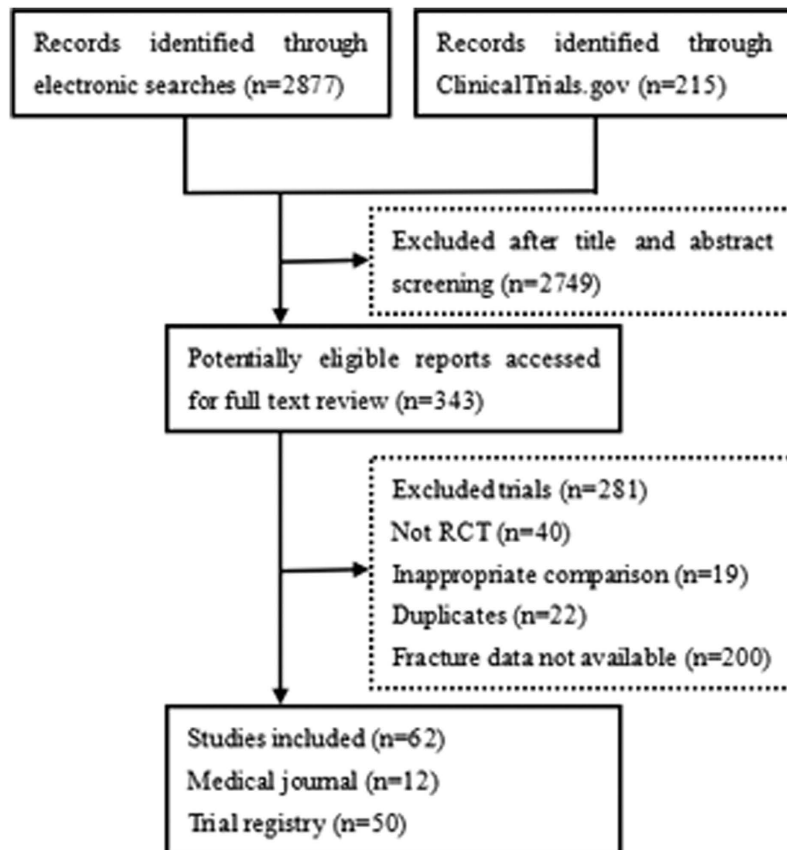 Records identified through
electronic searches (n=2877)
Records identified through
ClinicalTrials.gov (n=215)
Excluded after title and abstract
screening (n=2749)
Potentially eligible reports accessed
for full text review (n=343)
Excluded trials (n=281)
Not RCT (n=40)
Inappropriate comparison (n=19)
Duplicates (n=22)
Fracture data not available (n=200)
Studies included (n=62)
Medical journal (n=12)
Trial registry (n=50)